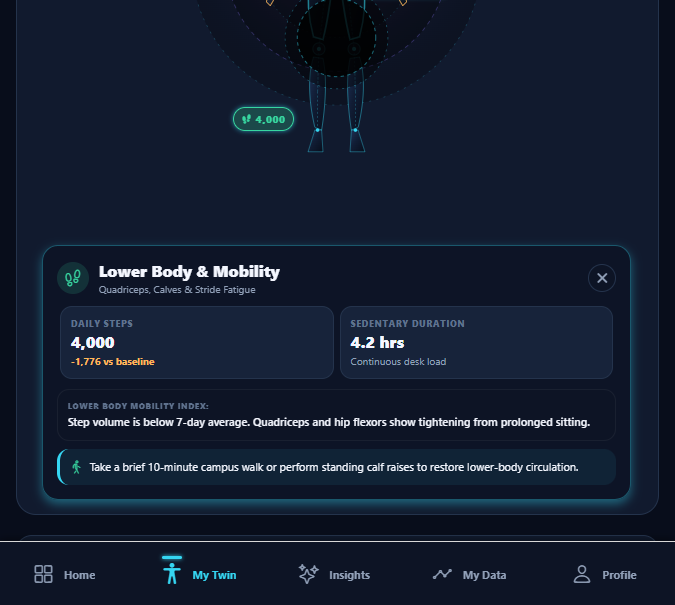 4,000
Lower Body & Mobility
Quadriceps, Calves & Stride Fatigue
DAILY STEPS
4,000
-1,776 vs baseline
SEDENTARY DURATION
4.2 hrs
Continuous desk load
LOWER BODY MOBILITY INDEX:
Step volume is below 7-day average. Quadriceps and hip flexors show tightening from prolonged sitting.
Take a brief 10-minute campus walk or perform standing calf raises to restore lower-body circulation.
Home
My Twin
Insights
My Data
Profile